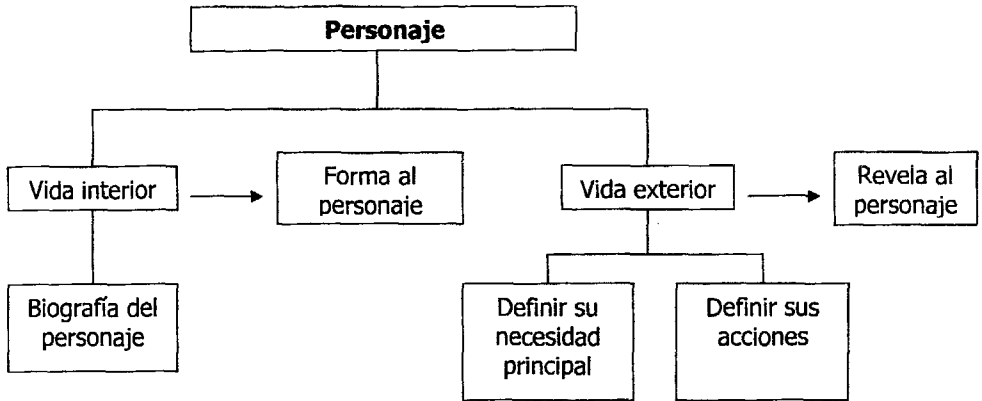 Personaje
Vida interior
Forma al
personaje
Vida exterior
Revela al
personaje
Biografía del
personaje
Definir su
necesidad
principal
Definir sus
acciones